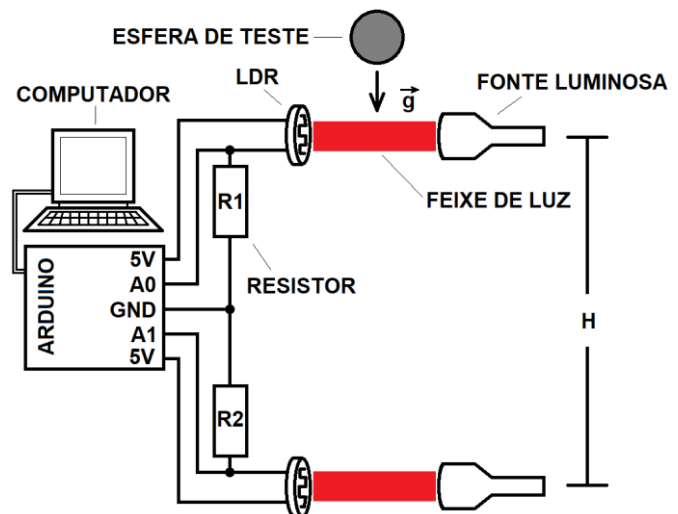 ESFERA DE TESTE
LDR
COMPUTADOR
g
FONTE LUMINOSA
FEIXE DE LUZ
R1
RESISTOR
ARDUINO
5V
A0
GND
A1
5V
H
R2